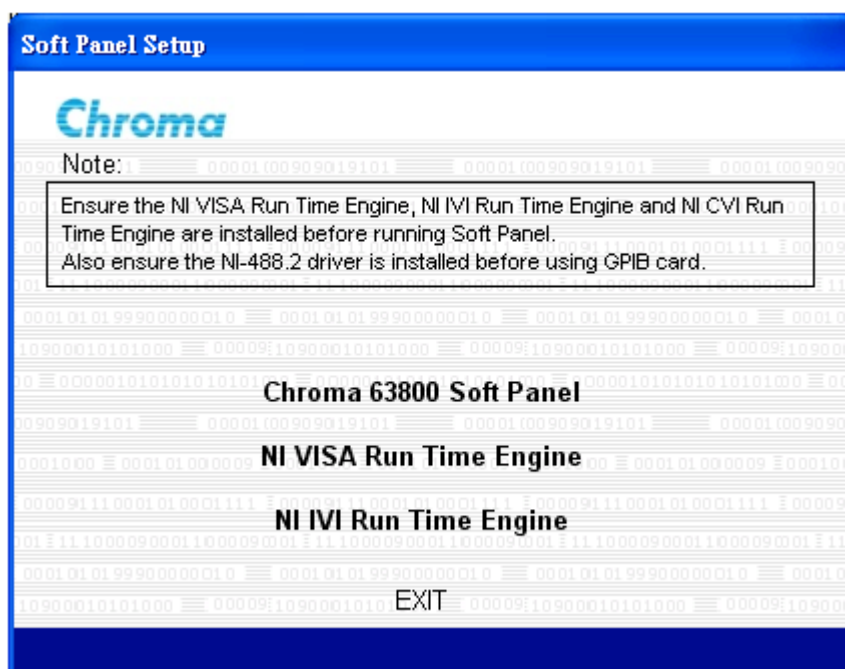 Soft Panel Setup
Chroma
Note:
Ensure the NI VISA Run Time Engine, NI IVI Run Time Engine and NI CVI Run
Time Engine are installed before running Soft Panel.
Also ensure the NI-488.2 driver is installed before using GPIB card.
Chroma 63800 Soft Panel
NI VISA Run Time Engine
NI IVI Run Time Engine
EXIT